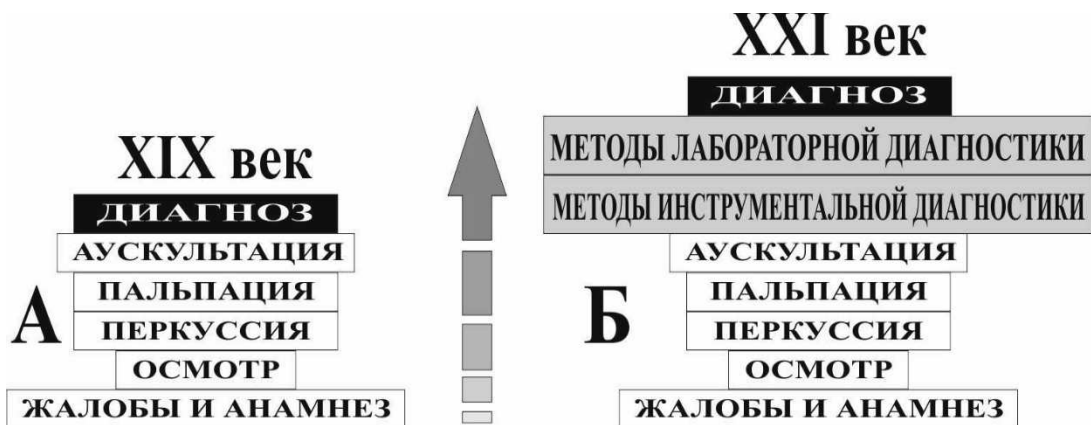 XIX век
ДИАГНОЗ
АУСКУЛЬТАЦИЯ
ПАЛЬПАЦИЯ
ПЕРКУССИЯ
ОСМОТР
ЖАЛОБЫ И АНАМНЕЗ
А
XXI век
ДИАГНОЗ
МЕТОДЫ ЛАБОРАТОРНОЙ ДИАГНОСТИКИ
МЕТОДЫ ИНСТРУМЕНТАЛЬНОЙ ДИАГНОСТИКИ
АУСКУЛЬТАЦИЯ
ПАЛЬПАЦИЯ
ПЕРКУССИЯ
ОСМОТР
ЖАЛОБЫ И АНАМНЕЗ
Б